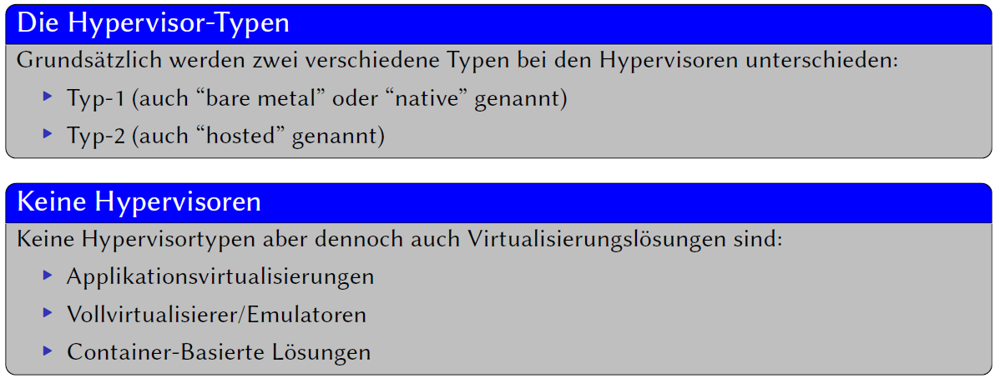 Die Hypervisor-Typen
Grundsätzlich werden zwei verschiedene Typen bei den Hypervisoren unterschieden:
Typ-1 (auch “bare metal” oder “native” genannt)
Typ-2 (auch “hosted” genannt)
Keine Hypervisoren
Keine Hypervisortypen aber dennoch auch Virtualisierungslösungen sind:
Applikationsvirtualisierungen
Vollvirtualisierer/Emulatoren
Container-Basierte Lösungen